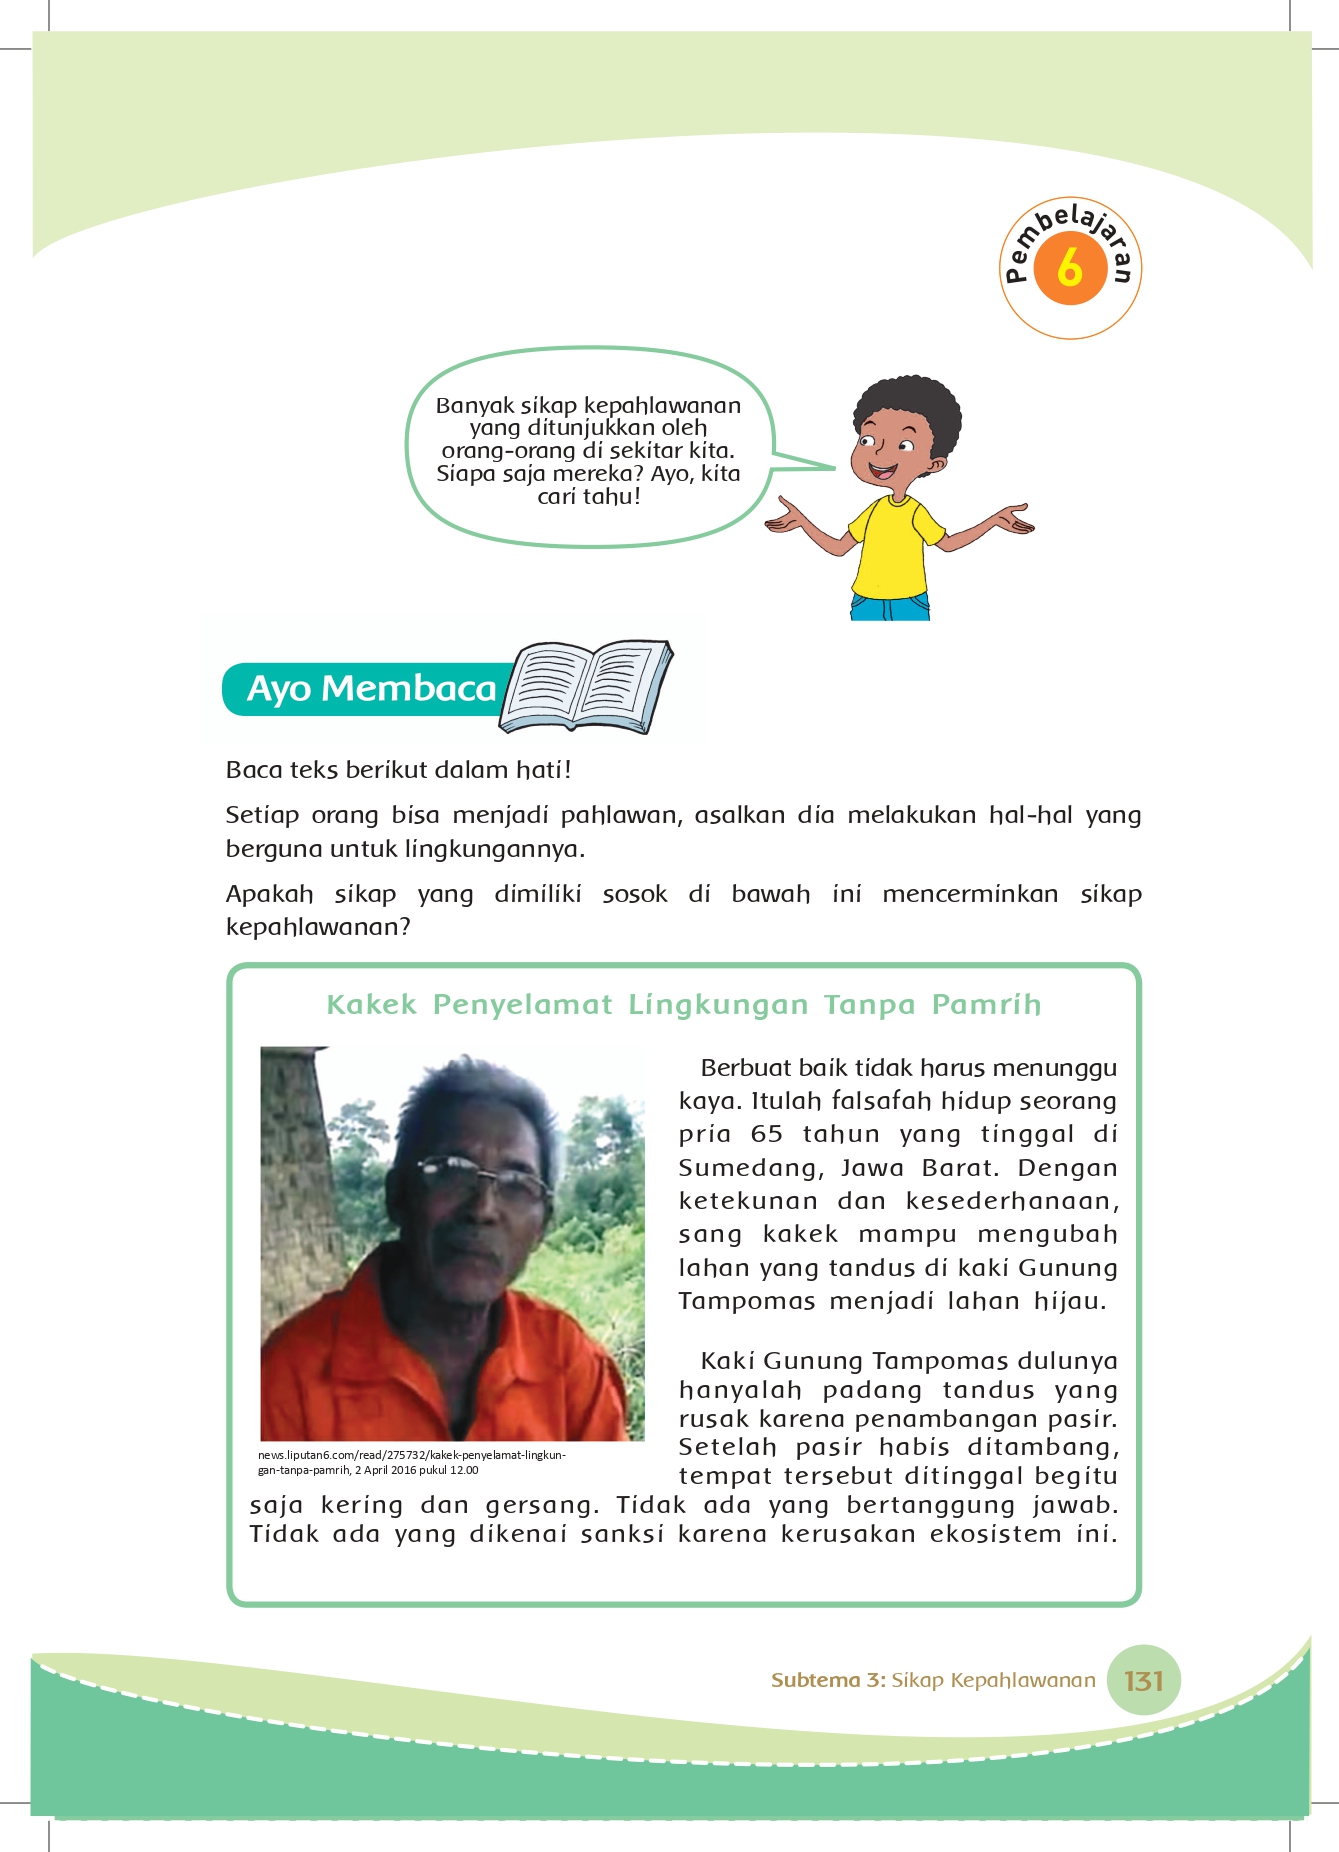 Pembelajaran
6
Banyak sikap kepahlawanan
yang ditunjukkan oleh
orang-orang di sekitar kita.
Siapa saja mereka? Ayo, kita
cari tahu!
Ayo Membaca
Baca teks berikut dalam hati!
Setiap orang bisa menjadi pahlawan, asalkan dia melakukan hal-hal yang
berguna untuk lingkungannya.
Apakah sikap yang dimiliki sosok di bawah ini mencerminkan sikap
kepahlawanan?
Kakek Penyelamat Lingkungan Tanpa Pamrih
Berbuat baik tidak harus menunggu
kaya. Itulah falsafah hidup seorang
pria 65 tahun yang tinggal di
Sumedang, Jawa Barat. Dengan
ketekunan dan kesederhanaan,
sang kakek mampu mengubah
lahan yang tandus di kaki Gunung
Tampomas menjadi lahan hijau.
Kaki Gunung Tampomas dulunya
hanyalah padang tandus yang
rusak karena penambangan pasir.
Setelah pasir habis ditambang,
tempat tersebut ditinggal begitu
saja kering dan gersang. Tidak ada yang bertanggung jawab.
Tidak ada yang dikenai sanksi karena kerusakan ekosistem ini.
news.liputan6.com/read/275732/kakek-penyelamat-lingkun-
gan-tanpa-pamrih, 2 April 2016 pukul 12.00
Subtema 3: Sikap Kepahlawanan
131